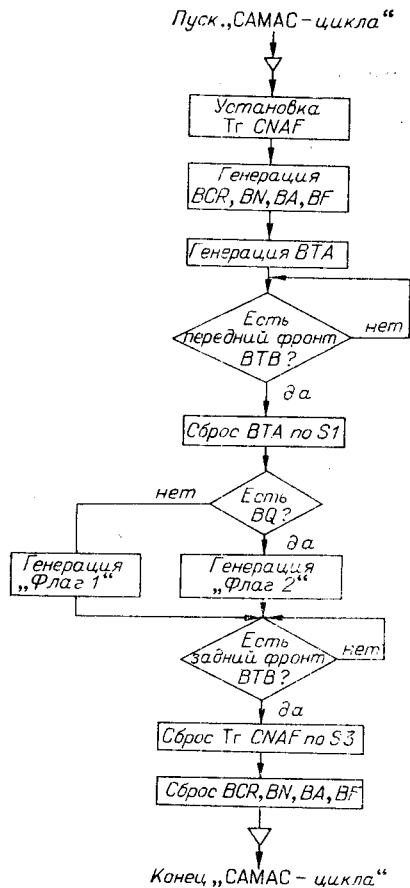 Пуск „САМАС-цикла“
Установка
Тг CNAF
Генерация
BCR, BN, BA, BF
Генерация BTA
Есть
передний фронт
BTB?
нет
да
Сброс BTA по S1
нет
Есть
BQ?
да
Генерация
„Флаг 1“
Генерация
„Флаг 2“
Есть
задний фронт
BTB?
нет
да
Сброс Тг CNAF по S3
Сброс BCR, BN, BA, BF
Конец „САМАС-цикла“